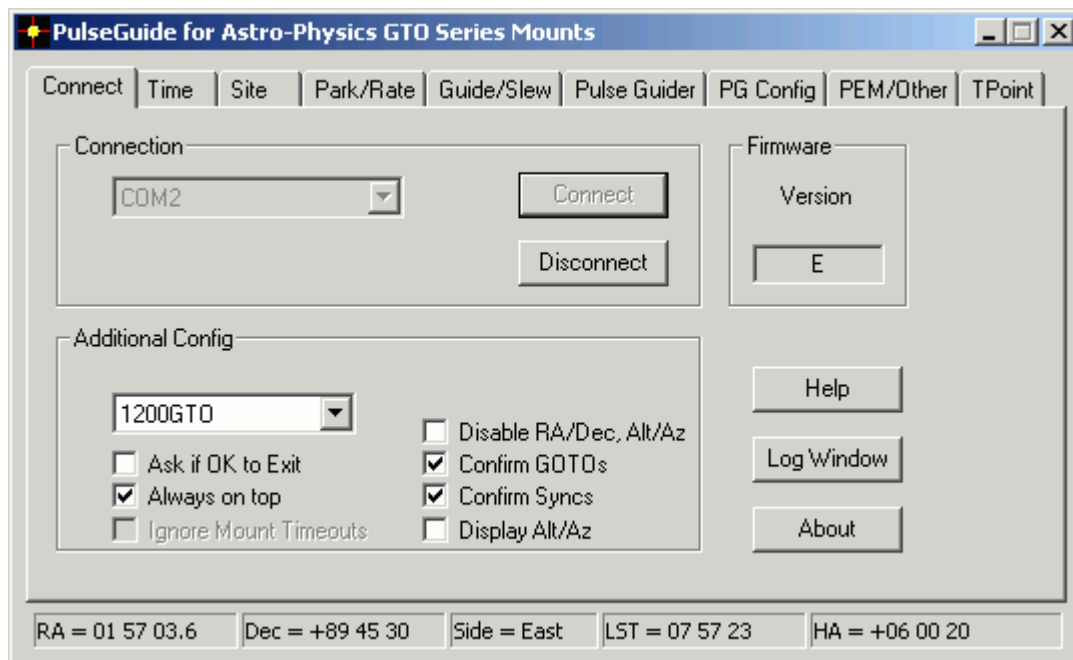 PulseGuide for Astro-Physics GTO Series Mounts
Connect Time Site Park/Rate Guide/Slew Pulse Guider PG Config PEM/Other TPoint
Connection
COM2
Connect
Disconnect
Firmware
Version
E
Additional Config
1200GTO
Ask if OK to Exit
Always on top
Ignore Mount Timeouts
Disable RA/Dec, Alt/Az
Confirm GOTOs
Confirm Syncs
Display Alt/Az
Help
Log Window
About
RA = 01 57 03.6 Dec = +89 45 30 Side = East LST = 07 57 23 HA = +06 00 20